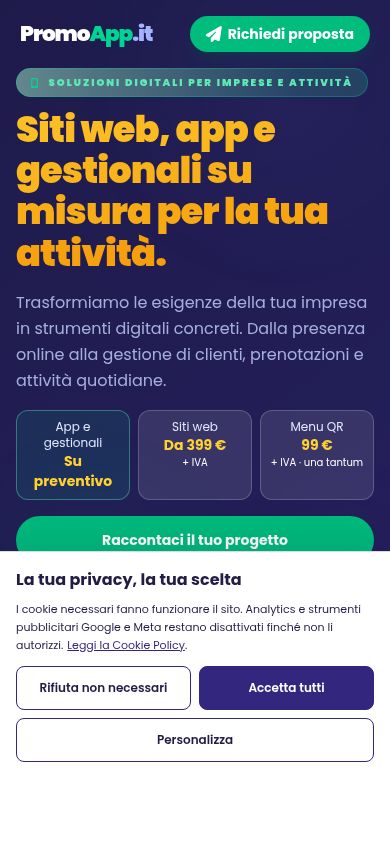 PromoApp.it
Richiedi proposta
SOLUZIONI DIGITALI PER IMPRESE E ATTIVITÀ
Siti web, app e
gestionali su
misura per la tua
attività.
Trasformiamo le esigenze della tua impresa
in strumenti digitali concreti. Dalla presenza
online alla gestione di clienti, prenotazioni e
attività quotidiane.
App e
gestionali
Su
preventivo
Siti web
Da 399 €
+ IVA
Menu QR
99 €
+ IVA · una tantum
Raccontaci il tuo progetto
La tua privacy, la tua scelta
I cookie necessari fanno funzionare il sito. Analytics e strumenti
pubblicitari Google e Meta restano disattivati finché non li
autorizzi. Leggi la Cookie Policy.
Rifiuta non necessari
Accetta tutti
Personalizza